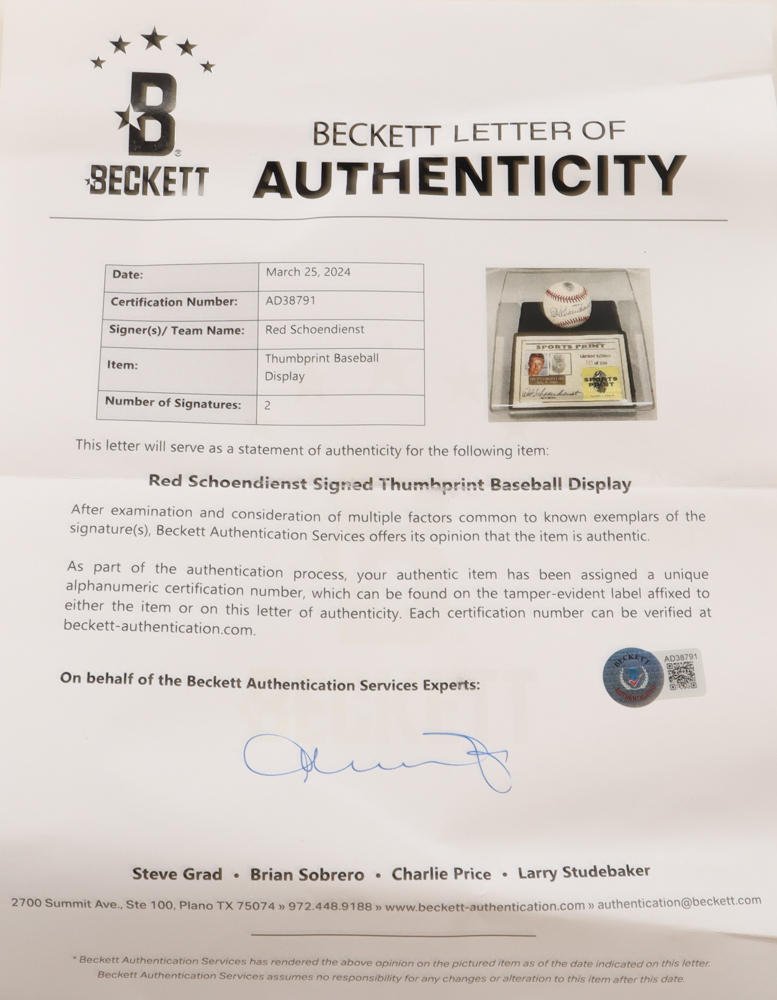 B
BECKETT
BECKETT LETTER OF
AUTHENTICITY
Date: March 25, 2024
Certification Number: AD38791
Signer(s)/ Team Name: Red Schoendienst
Item: Thumbprint Baseball
Display
Number of Signatures: 2
SPORTS PRINT
Limited Edition
SPORTS
PRINT
This letter will serve as a statement of authenticity for the following item:
Red Schoendienst Signed Thumbprint Baseball Display
After examination and consideration of multiple factors common to known exemplars of the
signature(s), Beckett Authentication Services offers its opinion that the item is authentic.
As part of the authentication process, your authentic item has been assigned a unique
alphanumeric certification number, which can be found on the tamper-evident label affixed to
either the item or on this letter of authenticity. Each certification number can be verified at
beckett-authentication.com.
BECKETT
AUTHENTICATION
AD38791
On behalf of the Beckett Authentication Services Experts:
Steve Grad • Brian Sobrero • Charlie Price • Larry Studebaker
2700 Summit Ave., Ste 100, Plano TX 75074 » 972.448.9188 » www.beckett-authentication.com » authentication@beckett.com
* Beckett Authentication Services has rendered the above opinion on the pictured item as of the date indicated on this letter.
Beckett Authentication Services assumes no responsibility for any changes or alteration to this item after this date.